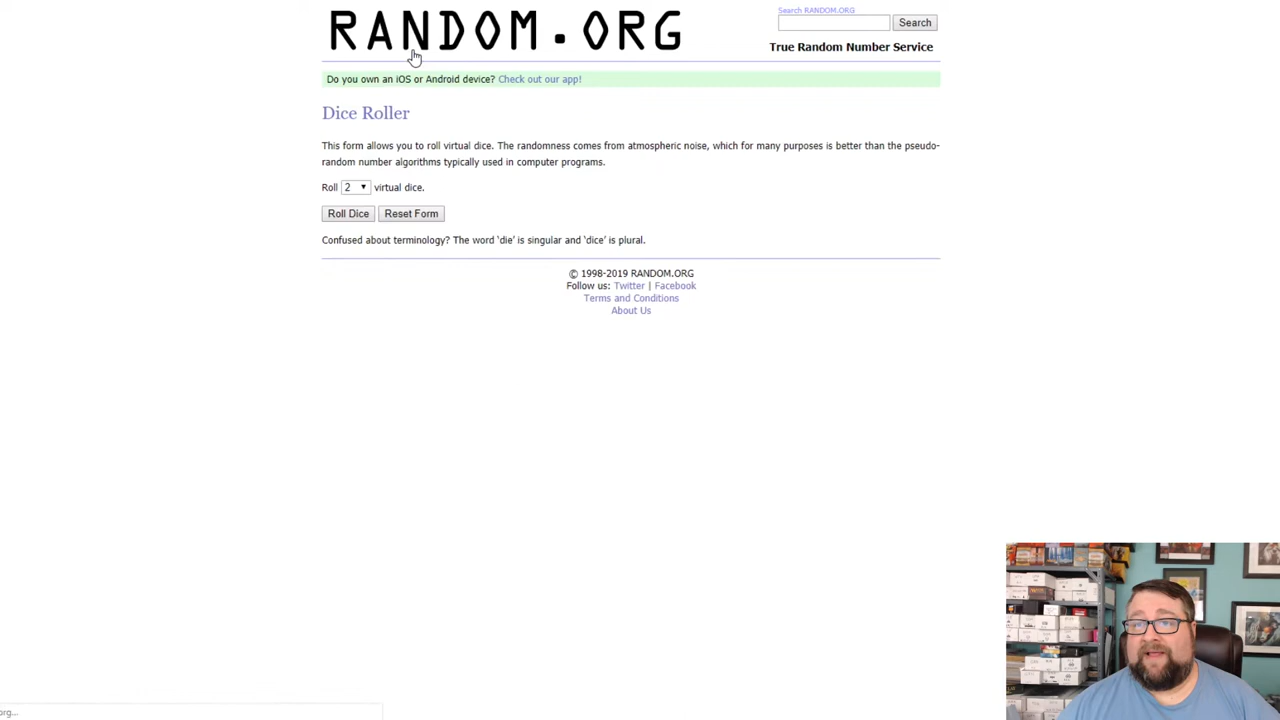 RANDOM.ORG
Search RANDOM.ORG
Search
True Random Number Service
Do you own an iOS or Android device? Check out our app!
Dice Roller
This form allows you to roll virtual dice. The randomness comes from atmospheric noise, which for many purposes is better than the pseudo-
random number algorithms typically used in computer programs.
Roll 2 virtual dice.
Roll Dice Reset Form
Confused about terminology? The word ‘die’ is singular and ‘dice’ is plural.
© 1998-2019 RANDOM.ORG
Follow us: Twitter | Facebook
Terms and Conditions
About Us
org...